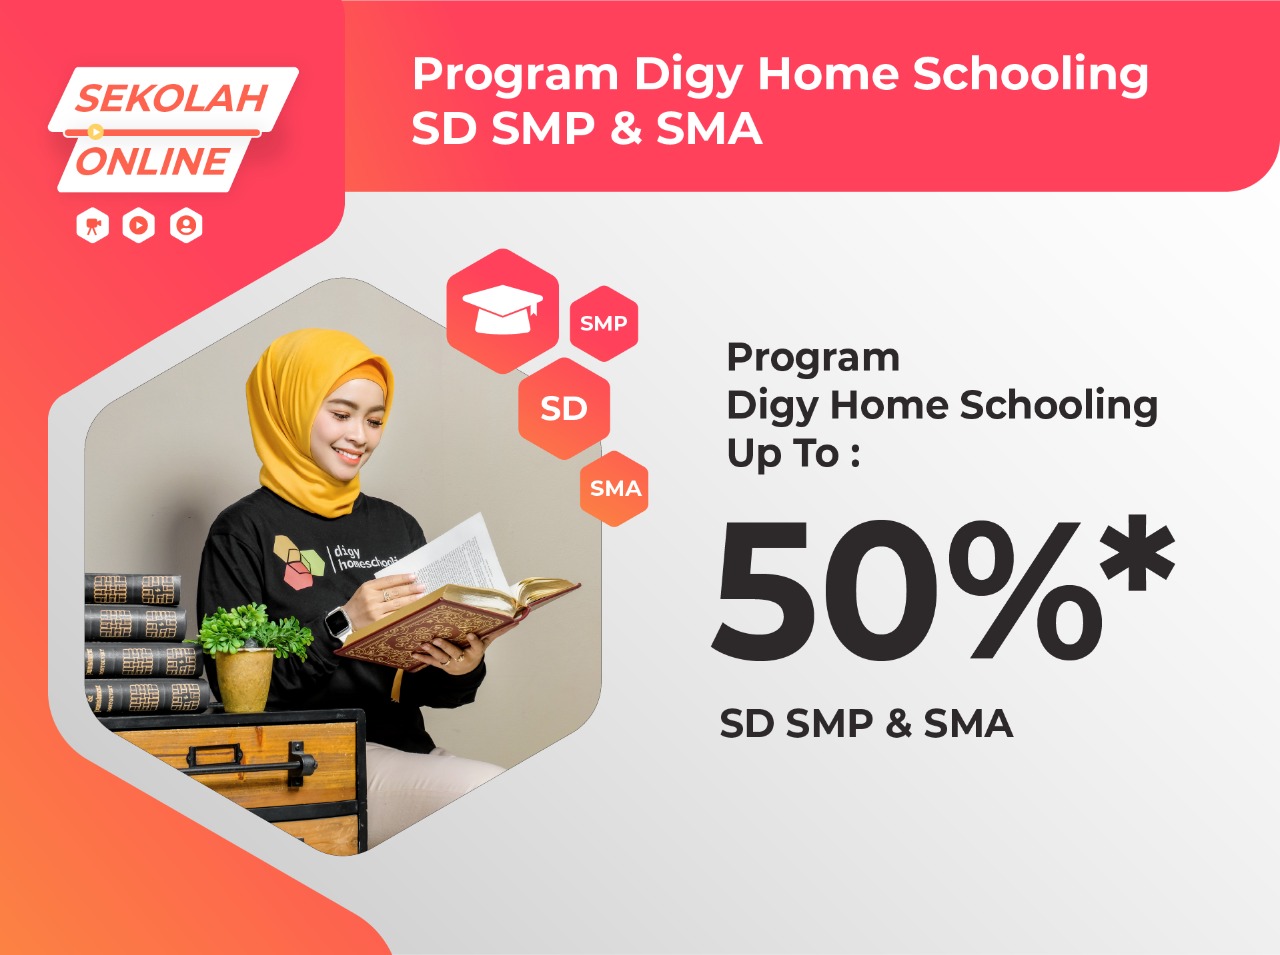 SEKOLAH
ONLINE
Program Digy Home Schooling
SD SMP & SMA
SMP
SD
SMA
Program
Digy Home Schooling
Up To :
50%*
SD SMP & SMA
digy